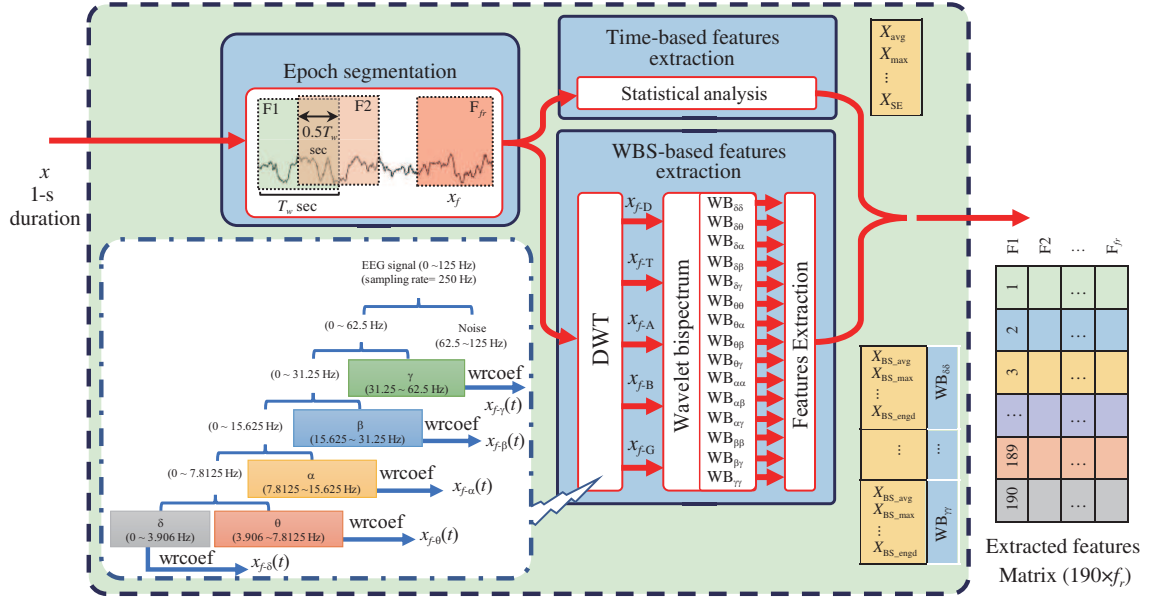 x
1-s
duration
Epoch segmentation
F1
F2
F_fr
0.5T_w
sec
T_w sec
x_f
Time-based features
extraction
Statistical analysis
X_avg
X_max
⋮
X_SE
WBS-based features
extraction
DWT
x_f-D
x_f-T
x_f-A
x_f-B
x_f-G
Wavelet bispectrum
WB_δδ
WB_δθ
WB_δα
WB_δβ
WB_δγ
WB_θθ
WB_θα
WB_θβ
WB_θγ
WB_αα
WB_αβ
WB_αγ
WB_ββ
WB_βγ
WB_γγ
Features Extraction
EEG signal (0 ~125 Hz)
(sampling rate= 250 Hz)
(0 ~ 62.5 Hz)
Noise
(62.5 ~125 Hz)
(0 ~ 31.25 Hz)
γ
(31.25 ~ 62.5 Hz)
wrcoef
x_f-γ(t)
(0 ~ 15.625 Hz)
β
(15.625 ~ 31.25 Hz)
wrcoef
x_f-β(t)
(0 ~ 7.8125 Hz)
α
(7.8125 ~15.625 Hz)
wrcoef
x_f-α(t)
δ
(0 ~ 3.906 Hz)
θ
(3.906 ~7.8125 Hz)
wrcoef
x_f-θ(t)
wrcoef
x_f-δ(t)
X_BS_avg
X_BS_max
⋮
X_BS_engd
WB_δδ
...
...
X_BS_avg
X_BS_max
⋮
X_BS_engd
WB_γγ
F1 F2 ... F_fr
1 ...
2 ...
3 ...
... ...
189 ...
190 ...
Extracted features
Matrix (190×f_r)